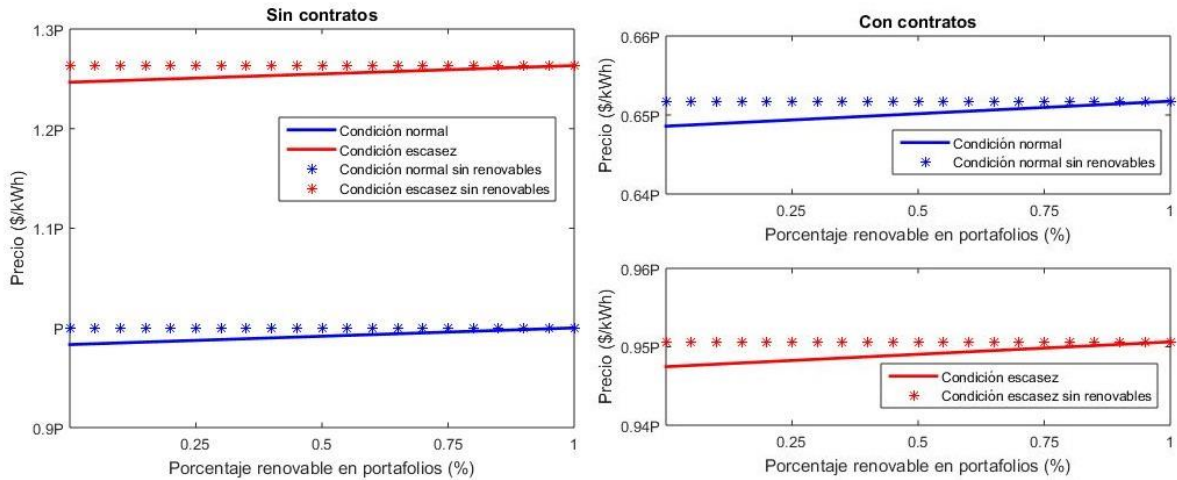 Sin contratos
1.3P
1.2P
1.1P
P
0.9P
Precio ($/kWh)
Condición normal
Condición escasez
Condición normal sin renovables
Condición escasez sin renovables
0.25
0.5
0.75
1
Porcentaje renovable en portafolios (%)
Con contratos
0.66P
0.65P
0.64P
Precio ($/kWh)
Condición normal
Condición normal sin renovables
0.25
0.5
0.75
1
Porcentaje renovable en portafolios (%)
0.96P
0.95P
0.94P
Precio ($/kWh)
Condición escasez
Condición escasez sin renovables
0.25
0.5
0.75
1
Porcentaje renovable en portafolios (%)